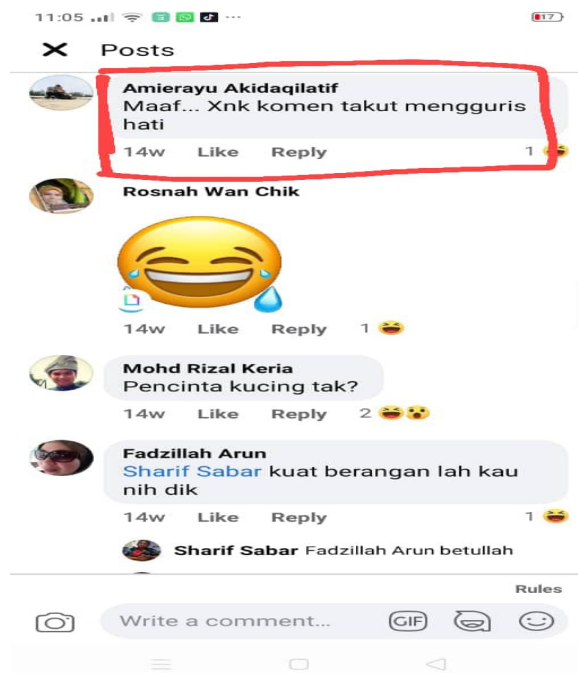 11:05
17
Posts
Amierayu Akidaqilatif
Maaf... Xnk komen takut mengguris
hati
14w Like Reply 1
Rosnah Wan Chik
14w Like Reply 1
Mohd Rizal Keria
Pencinta kucing tak?
14w Like Reply 2
Fadzillah Arun
Sharif Sabar kuat berangan lah kau
nih dik
14w Like Reply 1
Sharif Sabar Fadzillah Arun betullah
Rules
Write a comment...
GIF